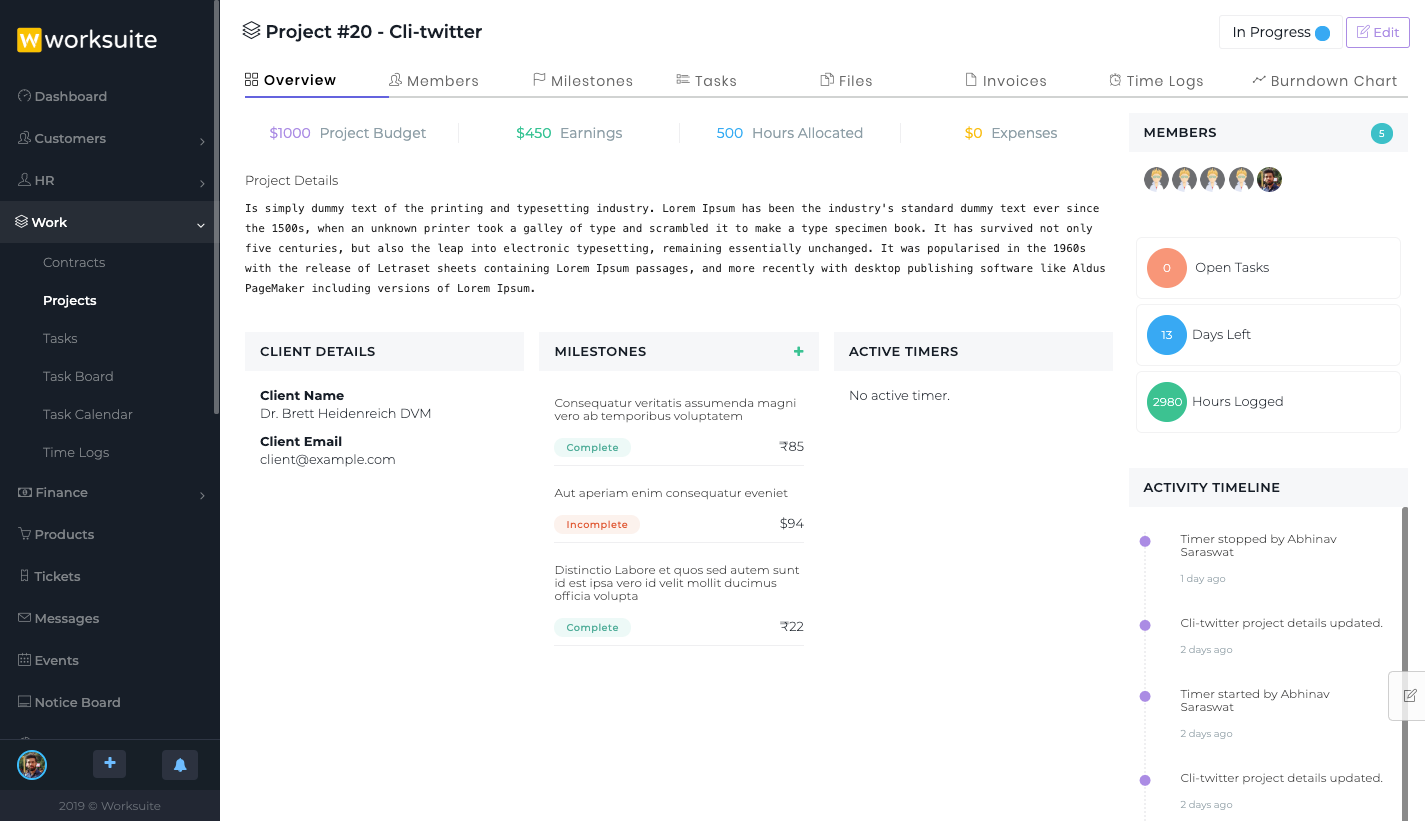 worksuite
Dashboard
Customers
HR
Work
Contracts
Projects
Tasks
Task Board
Task Calendar
Time Logs
Finance
Products
Tickets
Messages
Events
Notice Board
2019 © Worksuite
Project #20 - Cli-twitter
In Progress
Edit
Overview
Members
Milestones
Tasks
Files
Invoices
Time Logs
Burndown Chart
$1000 Project Budget
$450 Earnings
500 Hours Allocated
$0 Expenses
Project Details
Is simply dummy text of the printing and typesetting industry. Lorem Ipsum has been the industry's standard dummy text ever since
the 1500s, when an unknown printer took a galley of type and scrambled it to make a type specimen book. It has survived not only
five centuries, but also the leap into electronic typesetting, remaining essentially unchanged. It was popularised in the 1960s
with the release of Letraset sheets containing Lorem Ipsum passages, and more recently with desktop publishing software like Aldus
PageMaker including versions of Lorem Ipsum.
CLIENT DETAILS
Client Name
Dr. Brett Heidenreich DVM
Client Email
client@example.com
MILESTONES
Consequatur veritatis assumenda magni
vero ab temporibus voluptatem
Complete ₹85
Aut aperiam enim consequatur eveniet
Incomplete $94
Distinctio Labore et quos sed autem sunt
id est ipsa vero id velit mollit ducimus
officia volupta
Complete ₹22
ACTIVE TIMERS
No active timer.
MEMBERS 5
0 Open Tasks
13 Days Left
2980 Hours Logged
ACTIVITY TIMELINE
Timer stopped by Abhinav
Saraswat
1 day ago
Cli-twitter project details updated.
2 days ago
Timer started by Abhinav
Saraswat
2 days ago
Cli-twitter project details updated.
2 days ago